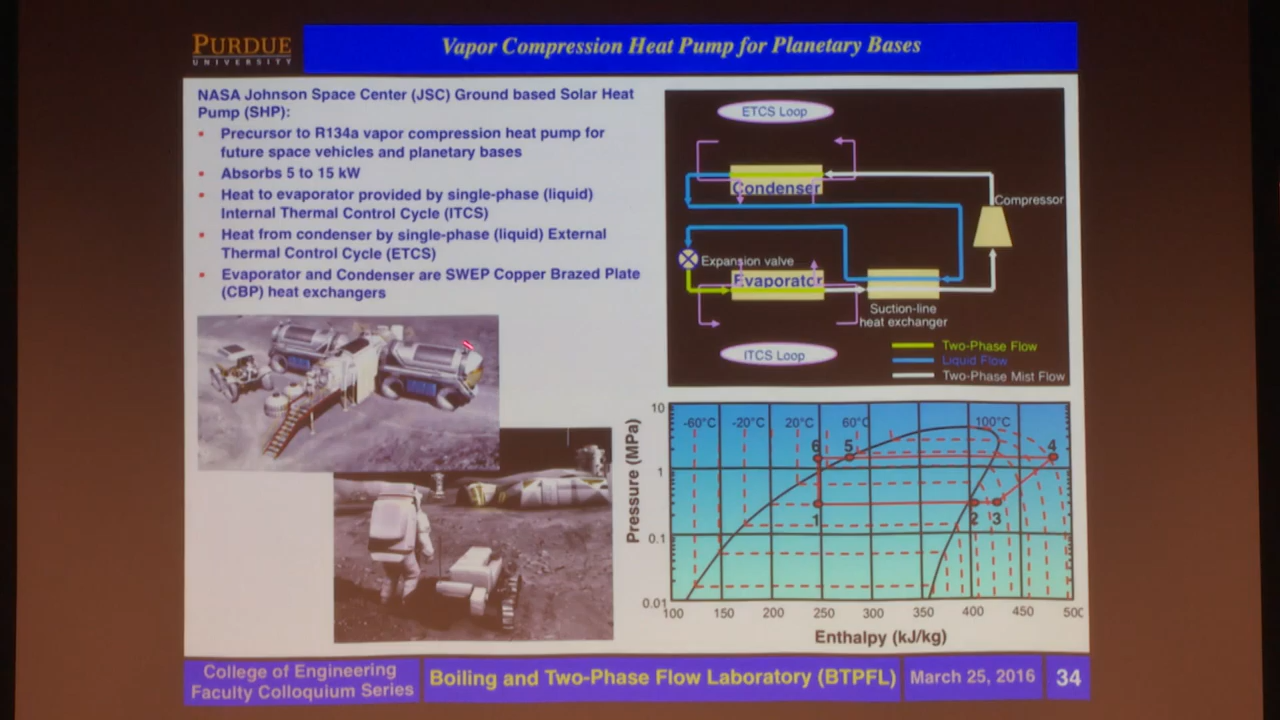 PURDUE
UNIVERSITY
Vapor Compression Heat Pump for Planetary Bases
NASA Johnson Space Center (JSC) Ground based Solar Heat
Pump (SHP):
Precursor to R134a vapor compression heat pump for
future space vehicles and planetary bases
Absorbs 5 to 15 kW
Heat to evaporator provided by single-phase (liquid)
Internal Thermal Control Cycle (ITCS)
Heat from condenser by single-phase (liquid) External
Thermal Control Cycle (ETCS)
Evaporator and Condenser are SWEP Copper Brazed Plate
(CBP) heat exchangers
ETCS Loop
Condenser
Compressor
Expansion valve
Evaporator
Suction-line
heat exchanger
ITCS Loop
Two-Phase Flow
Liquid Flow
Two-Phase Mist Flow
Pressure (MPa)
10
1
0.1
0.01
-60°C -20°C 20°C 60°C 100°C
6 5 4
1 2 3
100 150 200 250 300 350 400 450 500
Enthalpy (kJ/kg)
College of Engineering
Faculty Colloquium Series
Boiling and Two-Phase Flow Laboratory (BTPFL)
March 25, 2016
34